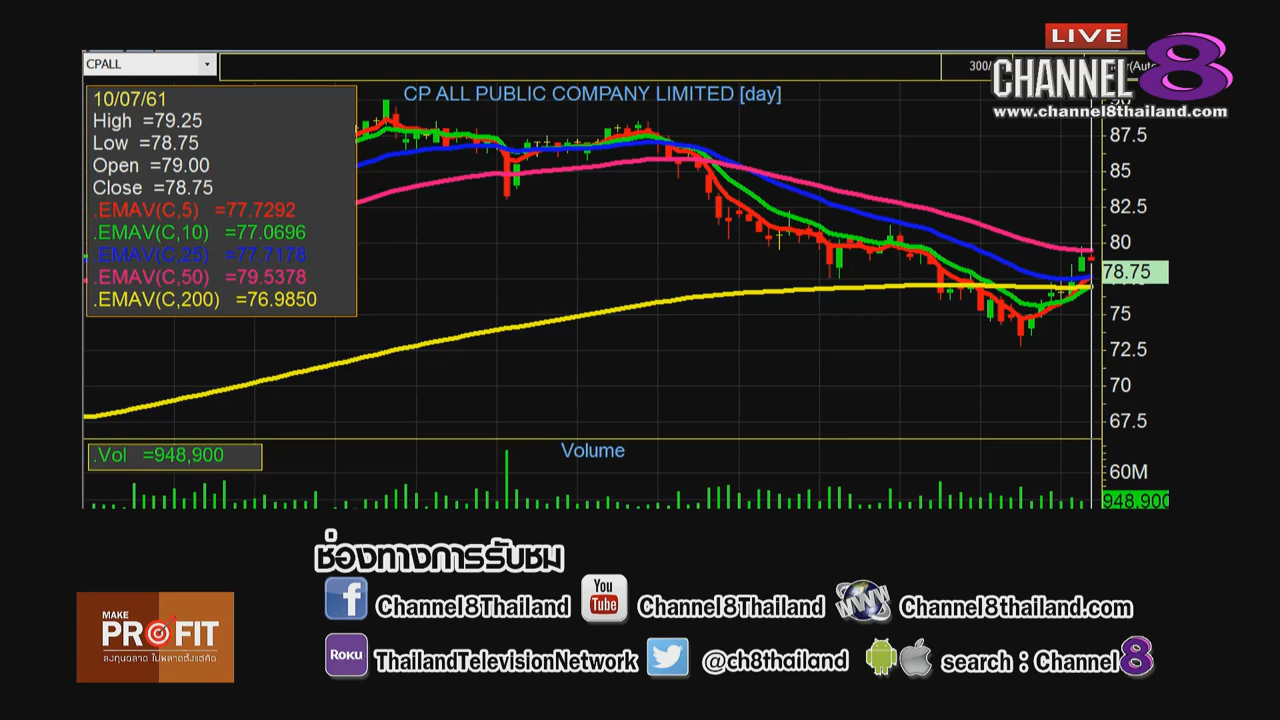 LIVE
CPALL
300/
CHANNEL 8
www.channel8thailand.com
10/07/61
High =79.25
Low =78.75
Open =79.00
Close =78.75
.EMAV(C,5) =77.7292
.EMAV(C,10) =77.0696
.EMAV(C,25) =77.7178
.EMAV(C,50) =79.5378
.EMAV(C,200) =76.9850
CP ALL PUBLIC COMPANY LIMITED [day]
90
87.5
85
82.5
80
78.75
75
72.5
70
67.5
.Vol =948,900
Volume
60M
948,900
ช่องทางการรับชม
f Channel8Thailand
You Tube Channel8Thailand
WWW Channel8thailand.com
MAKE
PROFIT
ลงทุนฉลาด ไม่พลาดตั้งแต่คิด
Roku ThailandTelevisionNetwork
@ch8thailand
search : Channel8